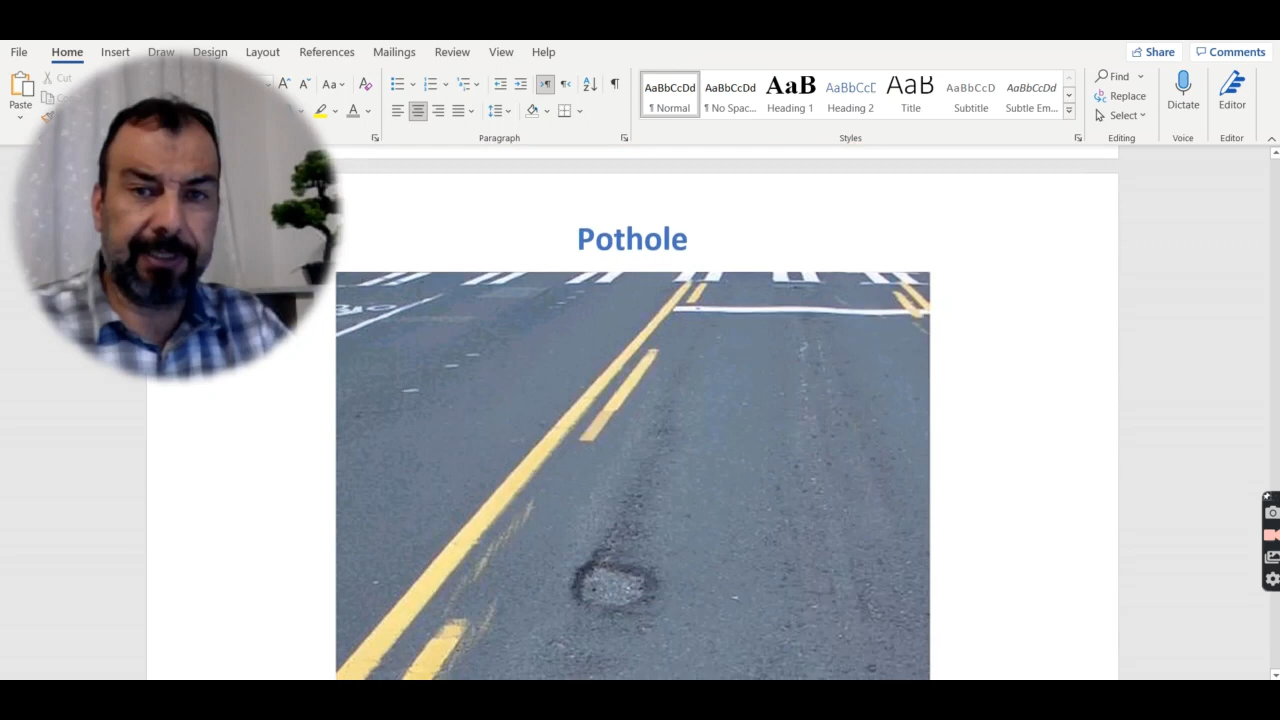 File Home Insert Draw Design Layout References Mailings Review View Help Share Comments
Cut
Aa
Find
AaBbCcDd AaBbCcDd AaB AaBbCcD AaB AaBbCcD AaBbCcDd
Replace
Paste
A
¶ Normal ¶ No Spac... Heading 1 Heading 2 Title Subtitle Subtle Em...
Dictate Editor
Select
Paragraph Styles Editing Voice Editor
Pothole